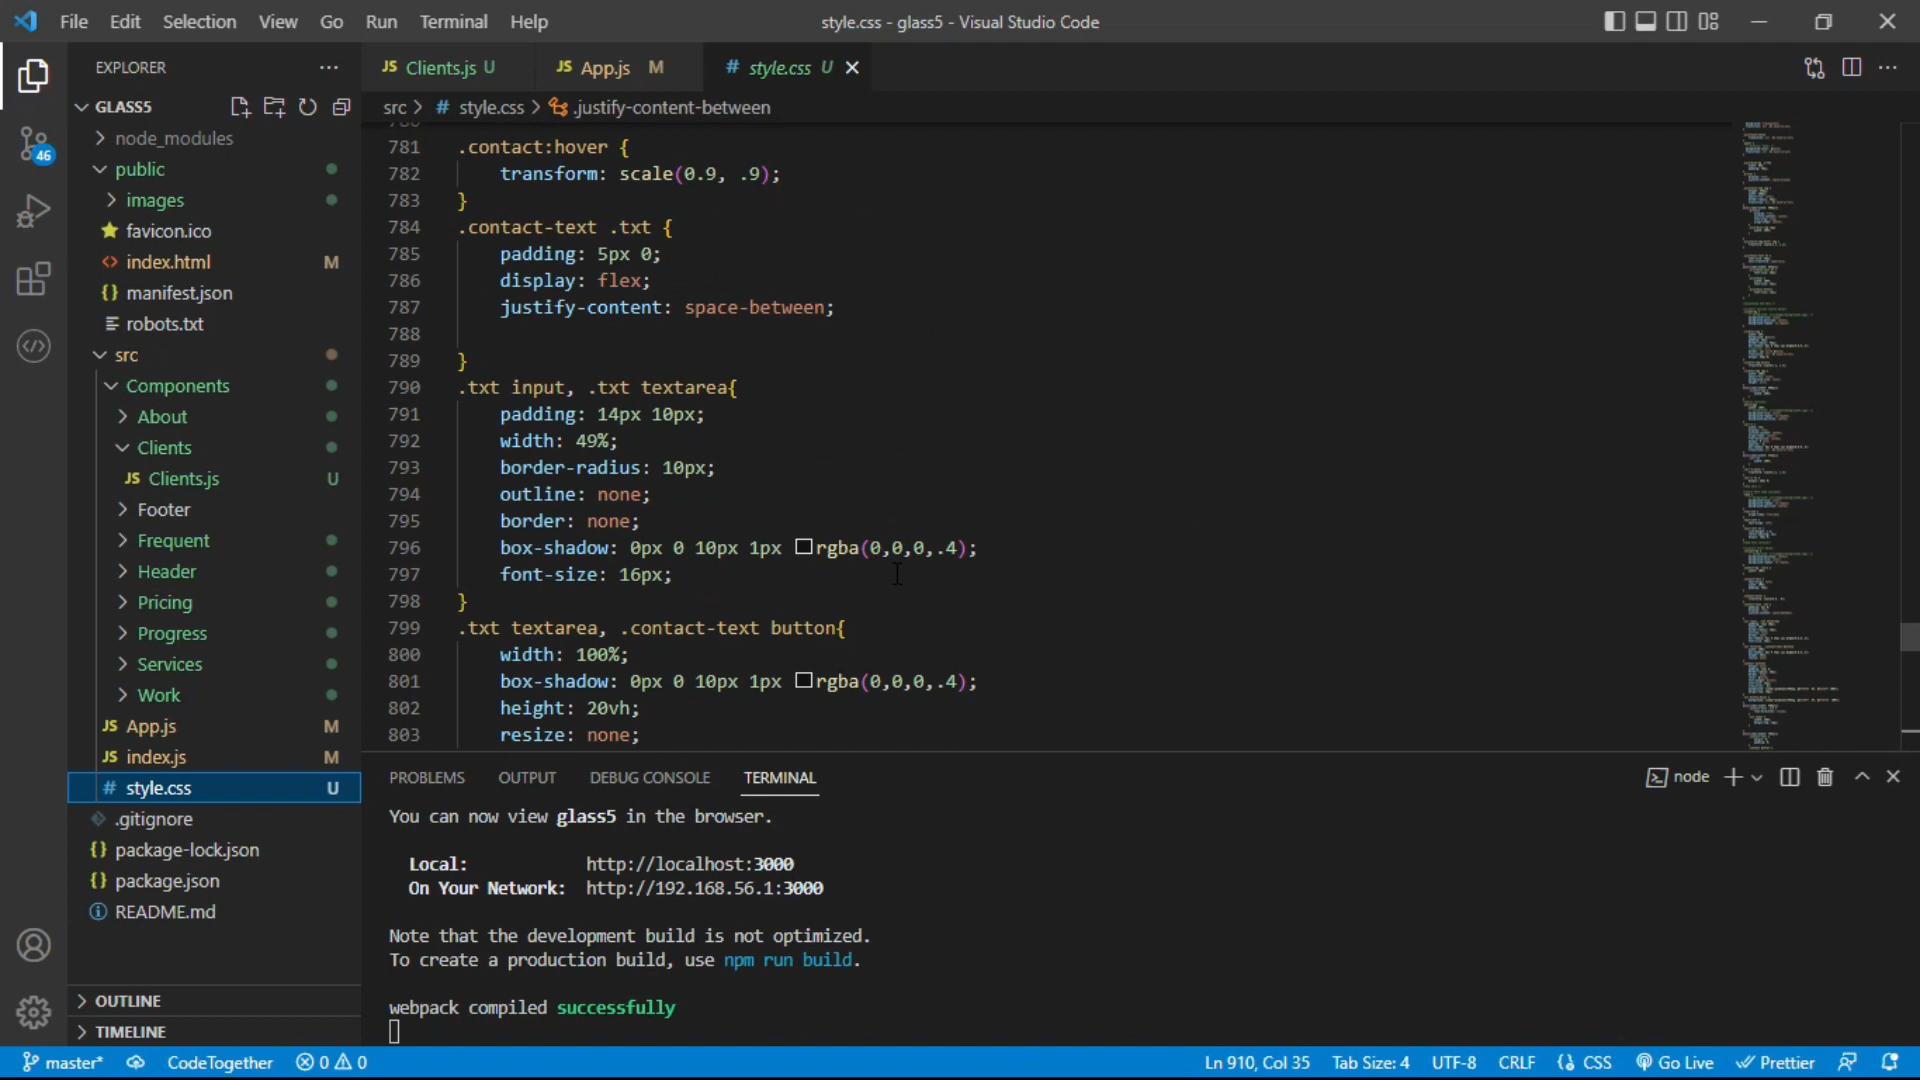 File Edit Selection View Go Run Terminal Help
style.css - glass5 - Visual Studio Code
EXPLORER
GLASS5
node_modules
public
images
favicon.ico
index.html M
manifest.json
robots.txt
src
Components
About
Clients
JS Clients.js U
Footer
Frequent
Header
Pricing
Progress
Services
Work
JS App.js M
JS index.js M
# style.css U
.gitignore
package-lock.json
package.json
README.md
OUTLINE
TIMELINE
46
JS Clients.js U
JS App.js M
# style.css U
src > # style.css > .justify-content-between
781 .contact:hover {
782 transform: scale(0.9, .9);
783 }
784 .contact-text .txt {
785 padding: 5px 0;
786 display: flex;
787 justify-content: space-between;
788
789 }
790 .txt input, .txt textarea{
791 padding: 14px 10px;
792 width: 49%;
793 border-radius: 10px;
794 outline: none;
795 border: none;
796 box-shadow: 0px 0 10px 1px rgba(0,0,0,.4);
797 font-size: 16px;
798 }
799 .txt textarea, .contact-text button{
800 width: 100%;
801 box-shadow: 0px 0 10px 1px rgba(0,0,0,.4);
802 height: 20vh;
803 resize: none;
PROBLEMS OUTPUT DEBUG CONSOLE TERMINAL
node
You can now view glass5 in the browser.
Local: http://localhost:3000
On Your Network: http://192.168.56.1:3000
Note that the development build is not optimized.
To create a production build, use npm run build.
webpack compiled successfully
master* CodeTogether 0 0
Ln 910, Col 35 Tab Size: 4 UTF-8 CRLF CSS Go Live Prettier